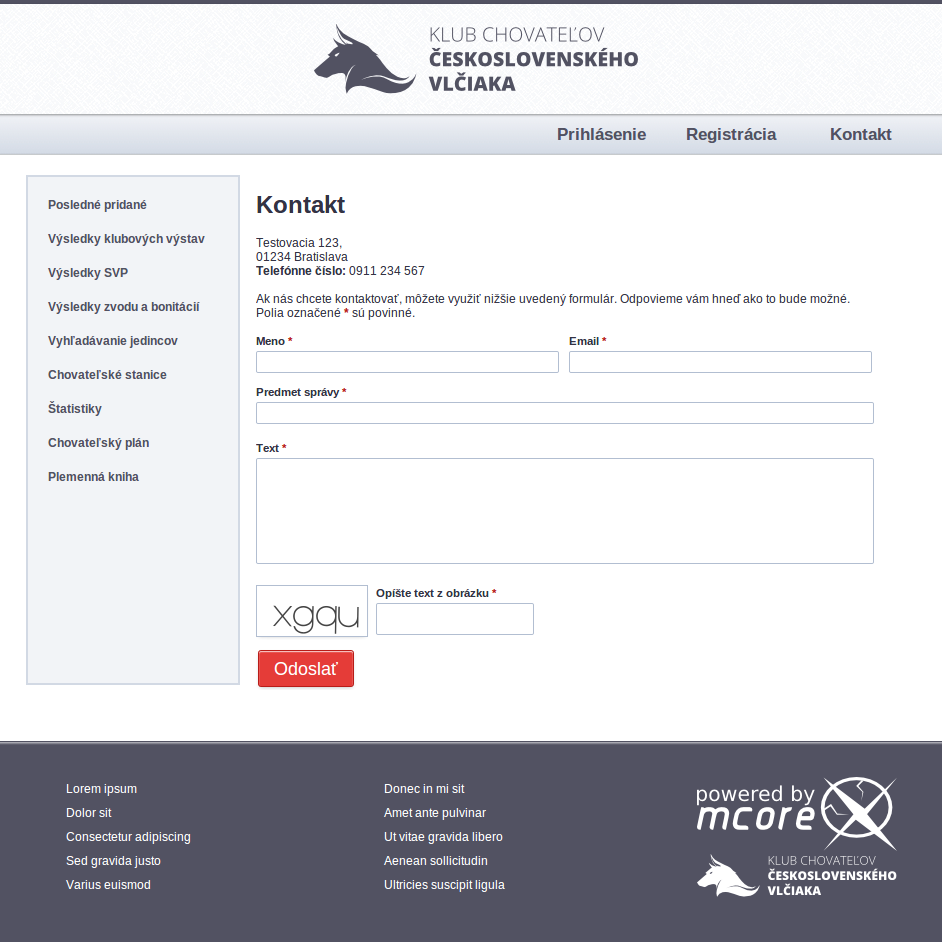 KLUB CHOVATEĽOV
ČESKOSLOVENSKÉHO
VLČIAKA
Prihlásenie Registrácia Kontakt
Posledné pridané
Výsledky klubových výstav
Výsledky SVP
Výsledky zvodu a bonitácií
Vyhľadávanie jedincov
Chovateľské stanice
Štatistiky
Chovateľský plán
Plemenná kniha
Kontakt
Testovacia 123,
01234 Bratislava
Telefónne číslo: 0911 234 567
Ak nás chcete kontaktovať, môžete využiť nižšie uvedený formulár. Odpovieme vám hneď ako to bude možné.
Polia označené * sú povinné.
Meno * Email *
Predmet správy *
Text *
xgqu
Opíšte text z obrázku *
Odoslať
Lorem ipsum
Dolor sit
Consectetur adipiscing
Sed gravida justo
Varius euismod
Donec in mi sit
Amet ante pulvinar
Ut vitae gravida libero
Aenean sollicitudin
Ultricies suscipit ligula
powered by
mcore
KLUB CHOVATEĽOV
ČESKOSLOVENSKÉHO
VLČIAKA